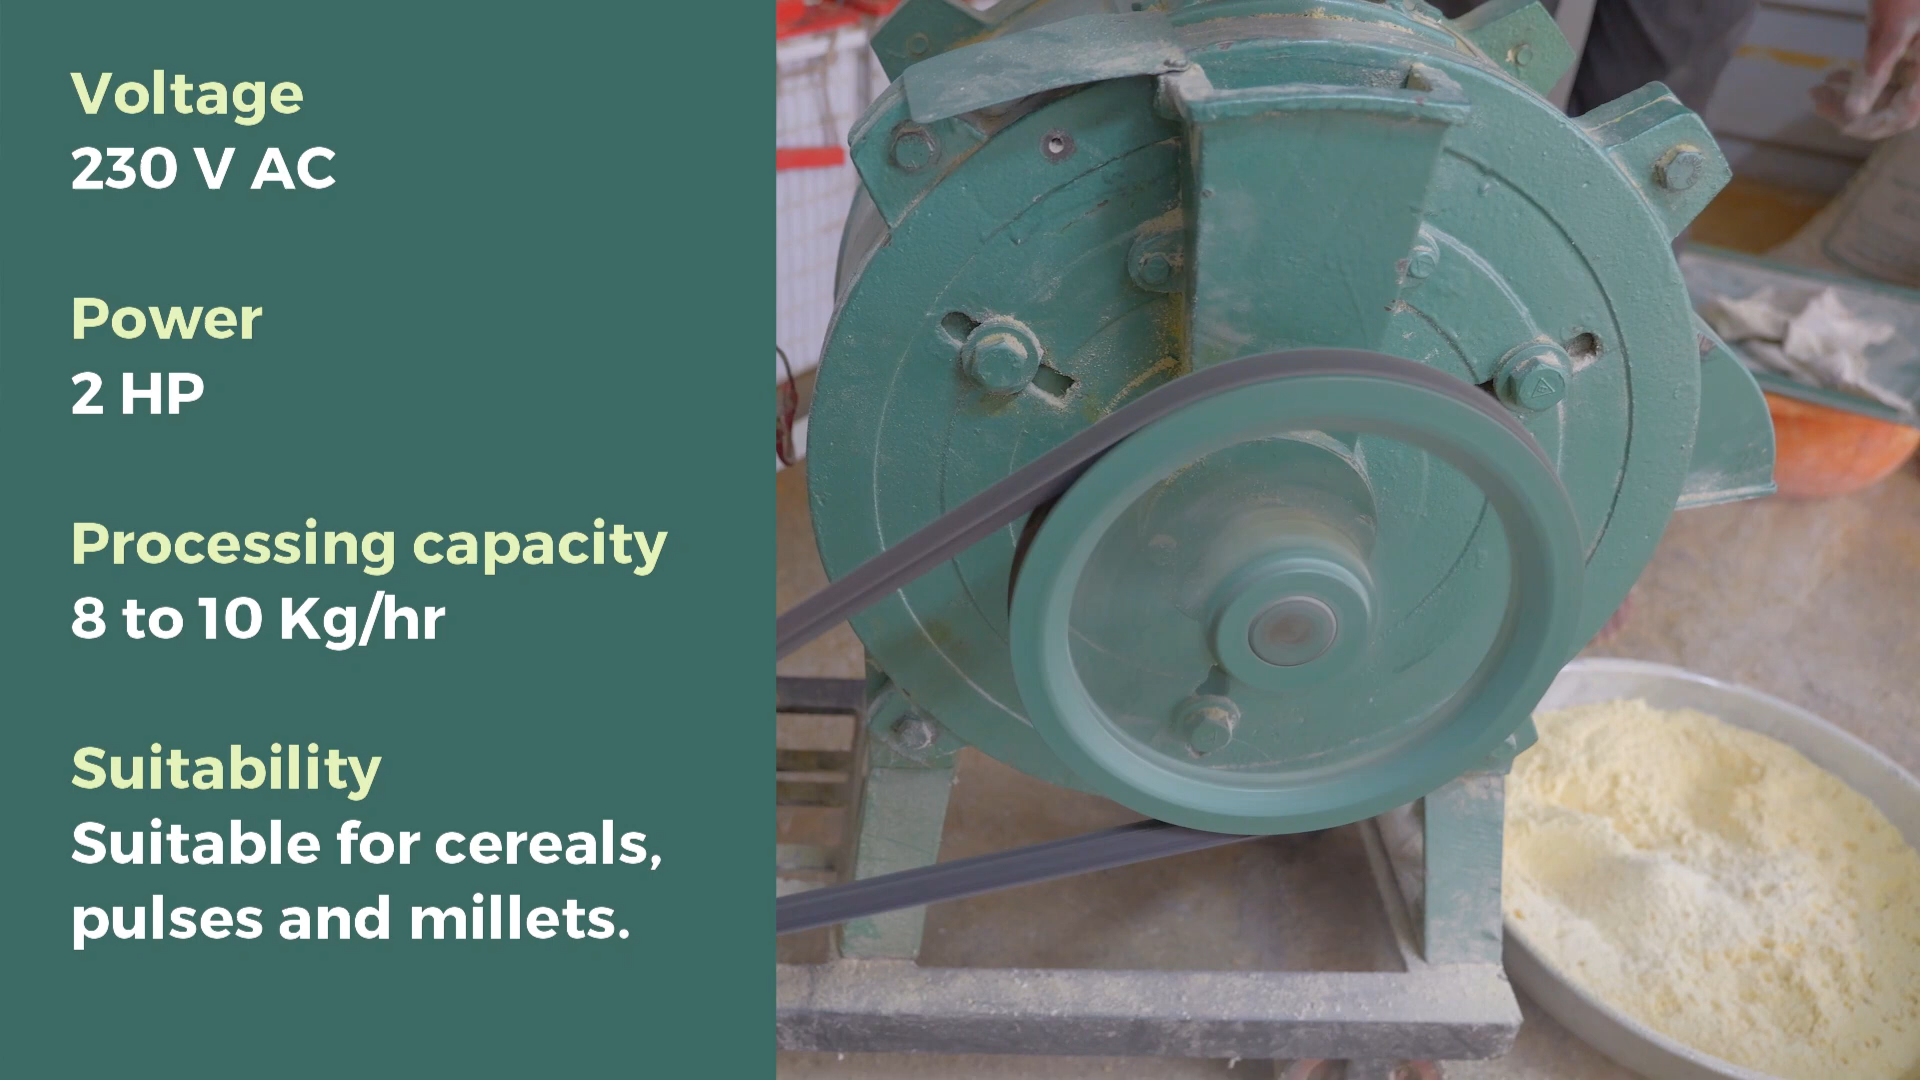 Voltage
230 V AC
Power
2 HP
Processing capacity
8 to 10 Kg/hr
Suitability
Suitable for cereals,
pulses and millets.